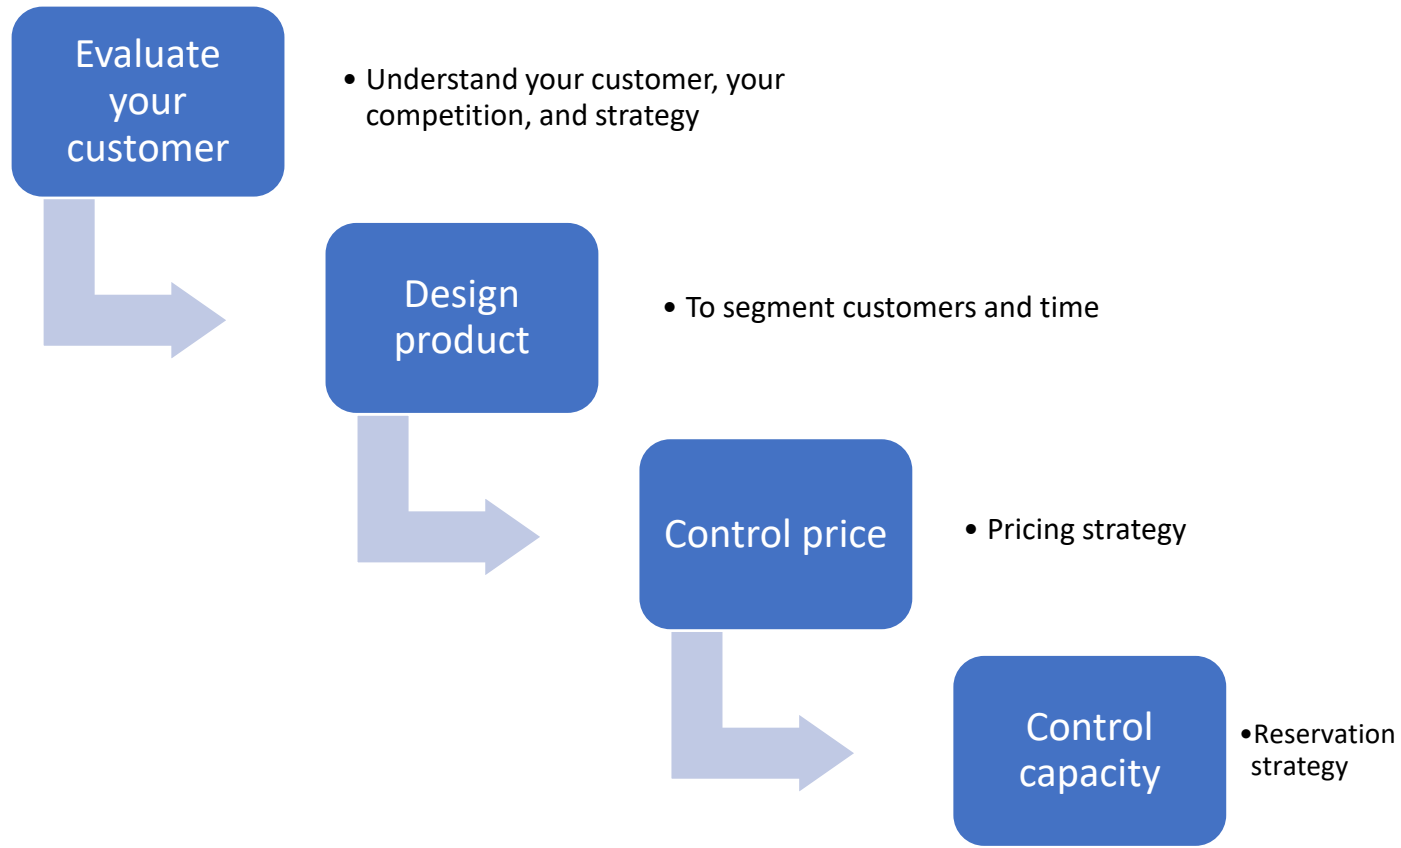 Evaluate
your
customer
• Understand your customer, your
competition, and strategy
Design
product
• To segment customers and time
Control price
• Pricing strategy
Control
capacity
•Reservation
strategy